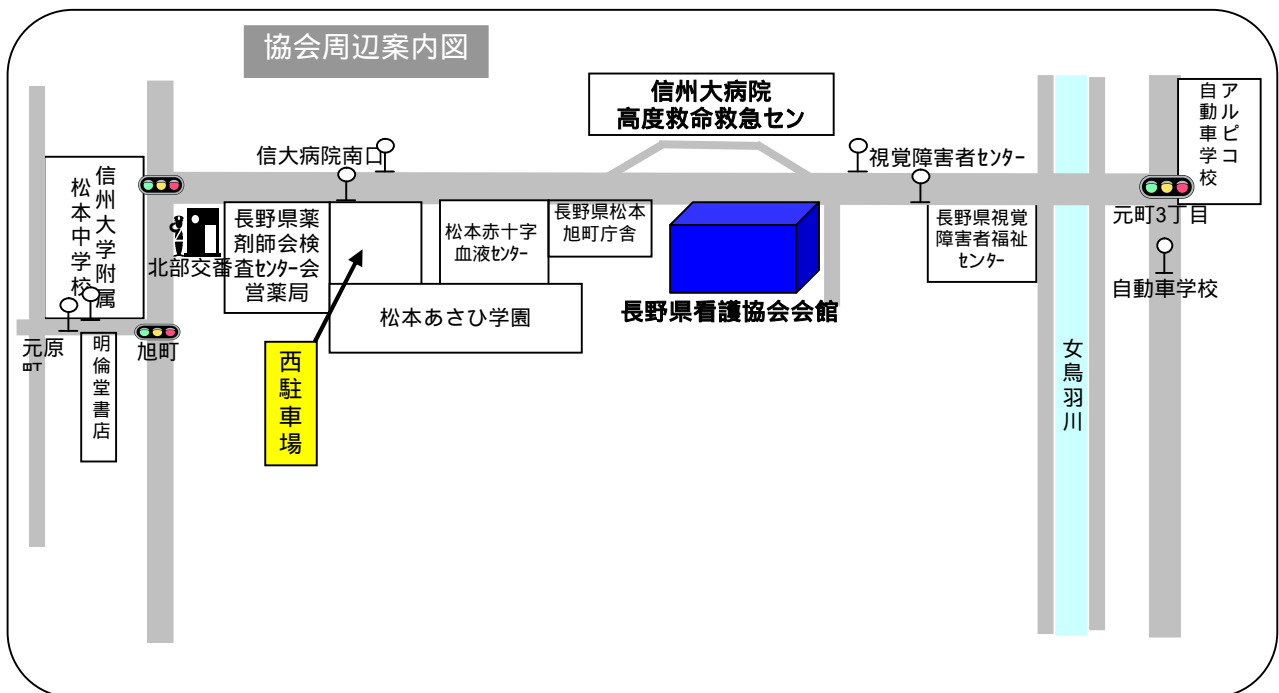 協会周辺案内図
信州大病院
高度救命救急セン
アルピコ
自動車学校
信大病院南口
視覚障害者センター
信州大学附属
松本中学校
長野県薬
剤師会検
査センター会
営薬局
松本赤十字
血液センター
長野県松本
旭町庁舎
長野県視覚
障害者福祉
センター
元町3丁目
北部交番
自動車学校
松本あさひ学園
長野県看護協会会館
元原
町
旭町
明倫堂書店
西駐車場
女鳥羽川